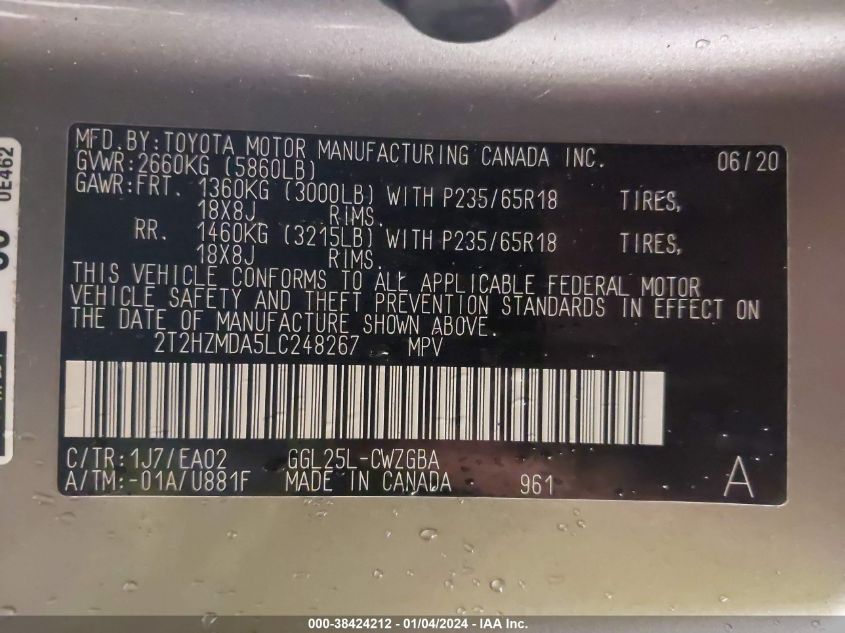 MFD. BY: TOYOTA MOTOR MANUFACTURING CANADA INC. 06/20
GVWR: 2660KG (5860LB)
GAWR: FRT. 1360KG (3000LB) WITH P235/65R18 TIRES,
18X8J RIMS.
RR. 1460KG (3215LB) WITH P235/65R18 TIRES,
18X8J RIMS.
THIS VEHICLE CONFORMS TO ALL APPLICABLE FEDERAL MOTOR
VEHICLE SAFETY AND THEFT PREVENTION STANDARDS IN EFFECT ON
THE DATE OF MANUFACTURE SHOWN ABOVE.
2T2HZMDA5LC248267 MPV
C/TR: 1J7/EA02 GGL25L-CWZGBA
A/TM: -01A/U881F MADE IN CANADA 961 A
0E462
000-38424212 - 01/04/2024 - IAA Inc.